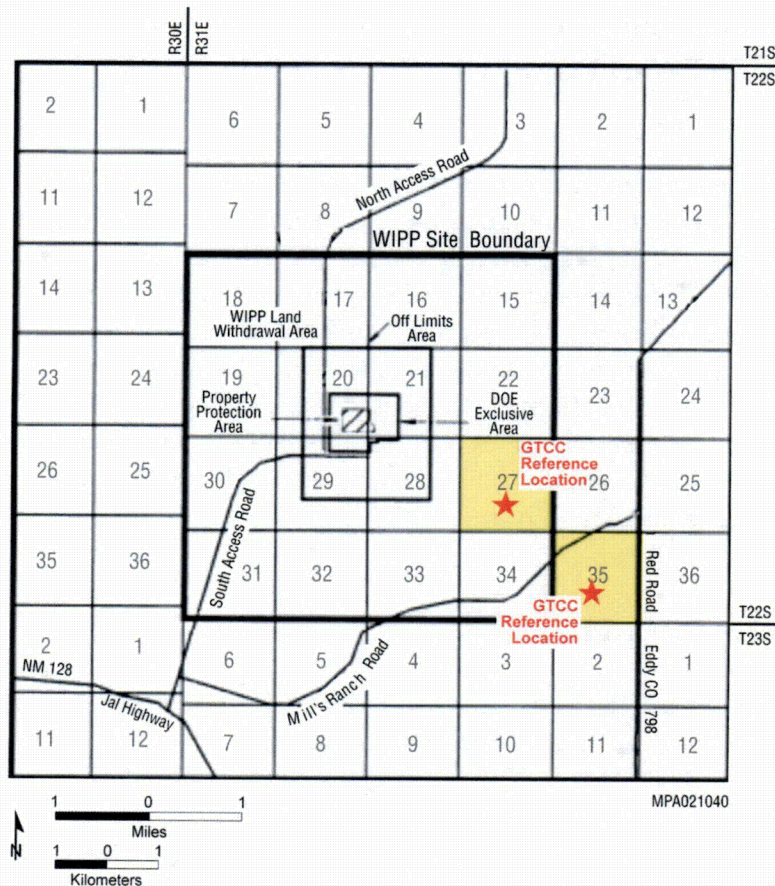 R30E R31E
T21S
T22S
2 1 6 5 4 3 2 1
North Access Road
11 12 7 8 9 10 11 12
WIPP Site Boundary
14 13 18 17 16 15 14 13
WIPP Land
Withdrawal Area
Off Limits
Area
23 24 19 20 21 22 23 24
Property
Protection
Area
DOE
Exclusive
Area
GTCC
Reference
Location
26 25 30 29 28 27 26 25
South Access Road
35 36 31 32 33 34 35 36
Red Road
GTCC
Reference
Location
T22S
T23S
2 1 6 5 4 3 2 1
NM 128
Jal Highway
Mill's Ranch Road
Eddy CO 798
11 12 7 8 9 10 11 12
MPA021040
1 0 1
Miles
N
1 0 1
Kilometers